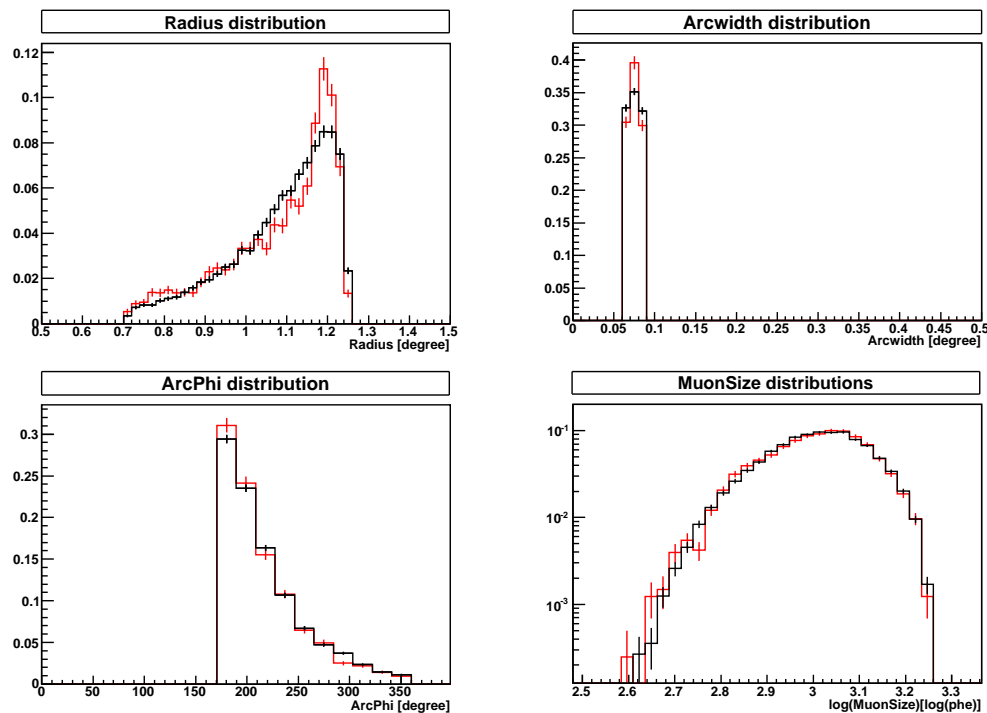 Radius distribution
0.12
0.1
0.08
0.06
0.04
0.02
0
0.5 0.6 0.7 0.8 0.9 1 1.1 1.2 1.3 1.4 1.5
Radius [degree]
Arcwidth distribution
0.4
0.35
0.3
0.25
0.2
0.15
0.1
0.05
0
0 0.05 0.1 0.15 0.2 0.25 0.3 0.35 0.4 0.45 0.5
Arcwidth [degree]
ArcPhi distribution
0.3
0.25
0.2
0.15
0.1
0.05
0
0 50 100 150 200 250 300 350
ArcPhi [degree]
MuonSize distributions
10-1
10-2
10-3
2.5 2.6 2.7 2.8 2.9 3 3.1 3.2 3.3
log(MuonSize)[log(phe)]